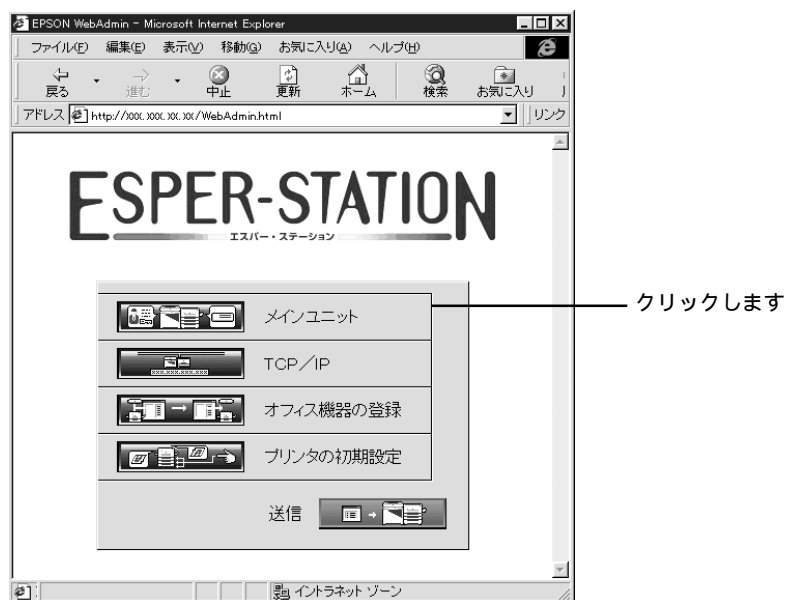 EPSON WebAdmin - Microsoft Internet Explorer
ファイル(F) 編集(E) 表示(V) 移動(G) お気に入り(A) ヘルプ(H)
戻る 進む 中止 更新 ホーム 検索 お気に入り
アドレス http://xxx.xxx.xx.xx/WebAdmin.html リンク
ESPER-STATION
エスパー・ステーション
メインユニット
クリックします
xxx.xxx.xxx.xxx
TCP/IP
オフィス機器の登録
プリンタの初期設定
送信
イントラネット ゾーン